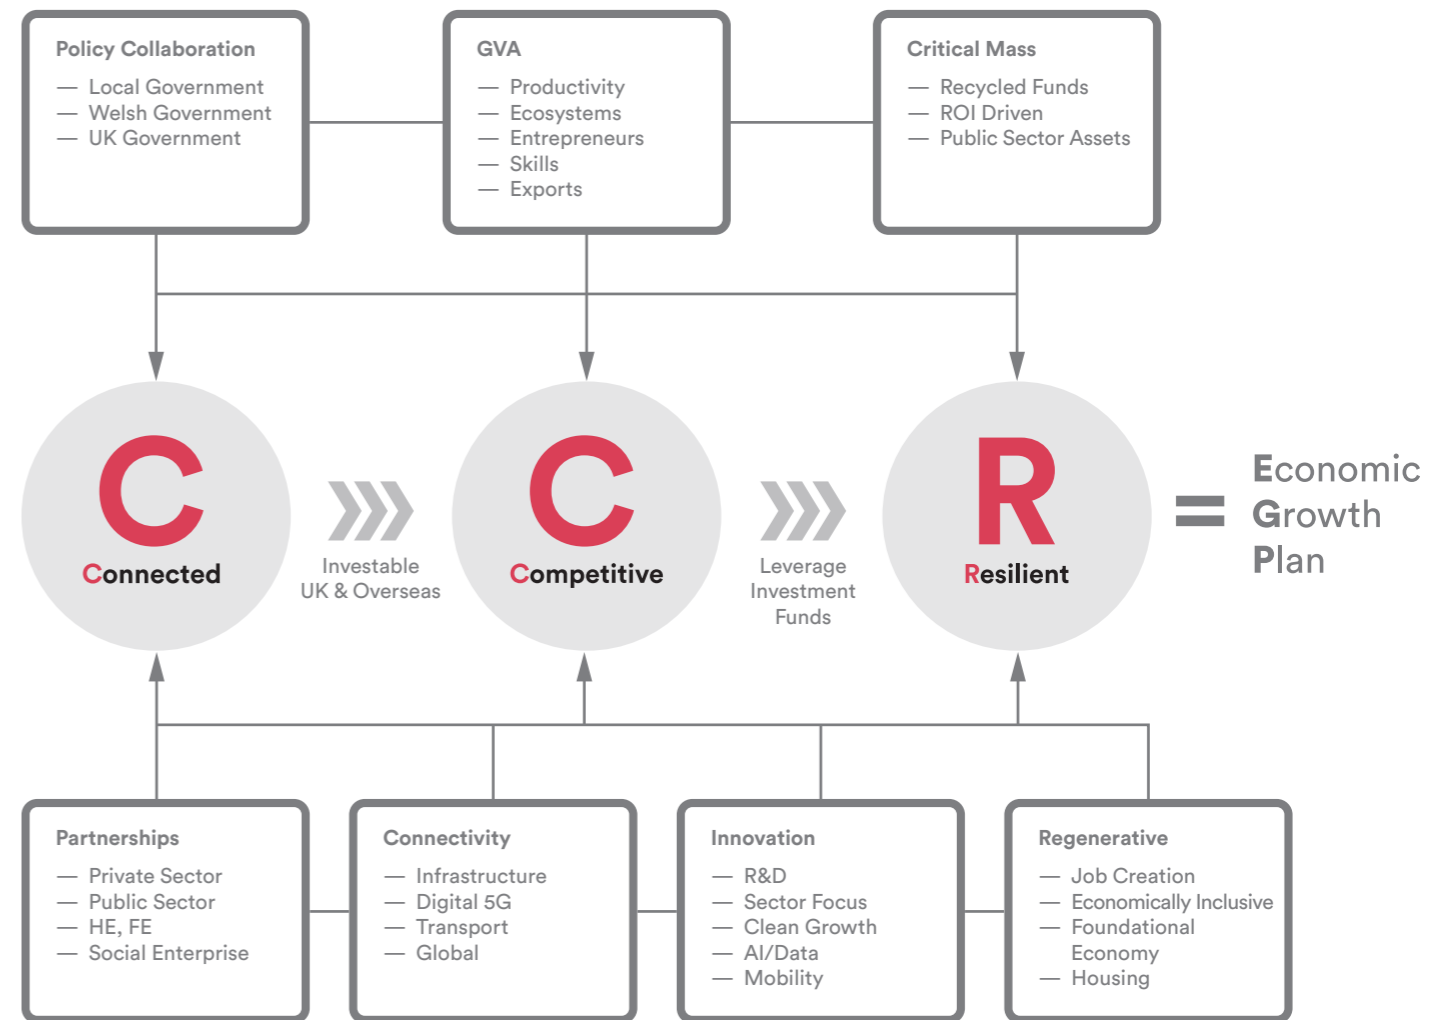 Policy Collaboration
— Local Government
— Welsh Government
— UK Government
GVA
— Productivity
— Ecosystems
— Entrepreneurs
— Skills
— Exports
Critical Mass
— Recycled Funds
— ROI Driven
— Public Sector Assets
C
Connected
Investable
UK & Overseas
C
Competitive
Leverage
Investment
Funds
R
Resilient
=
Economic
Growth
Plan
Partnerships
— Private Sector
— Public Sector
— HE, FE
— Social Enterprise
Connectivity
— Infrastructure
— Digital 5G
— Transport
— Global
Innovation
— R&D
— Sector Focus
— Clean Growth
— AI/Data
— Mobility
Regenerative
— Job Creation
— Economically Inclusive
— Foundational
Economy
— Housing